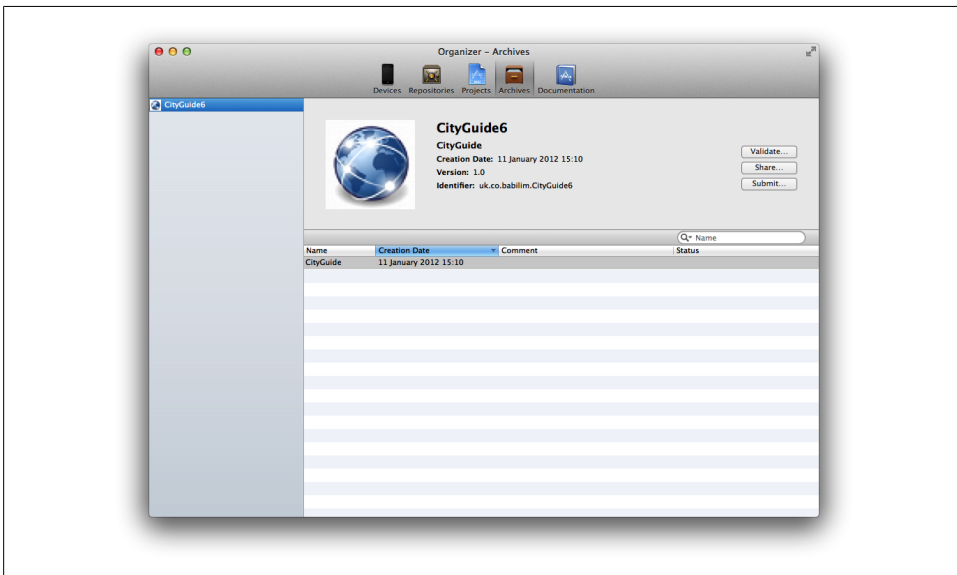 Organizer – Archives
Devices Repositories Projects Archives Documentation
CityGuide6
CityGuide6
CityGuide
Creation Date: 11 January 2012 15:10
Version: 1.0
Identifier: uk.co.babilim.CityGuide6
Validate...
Share...
Submit...
Name
Name Creation Date Comment Status
CityGuide 11 January 2012 15:10